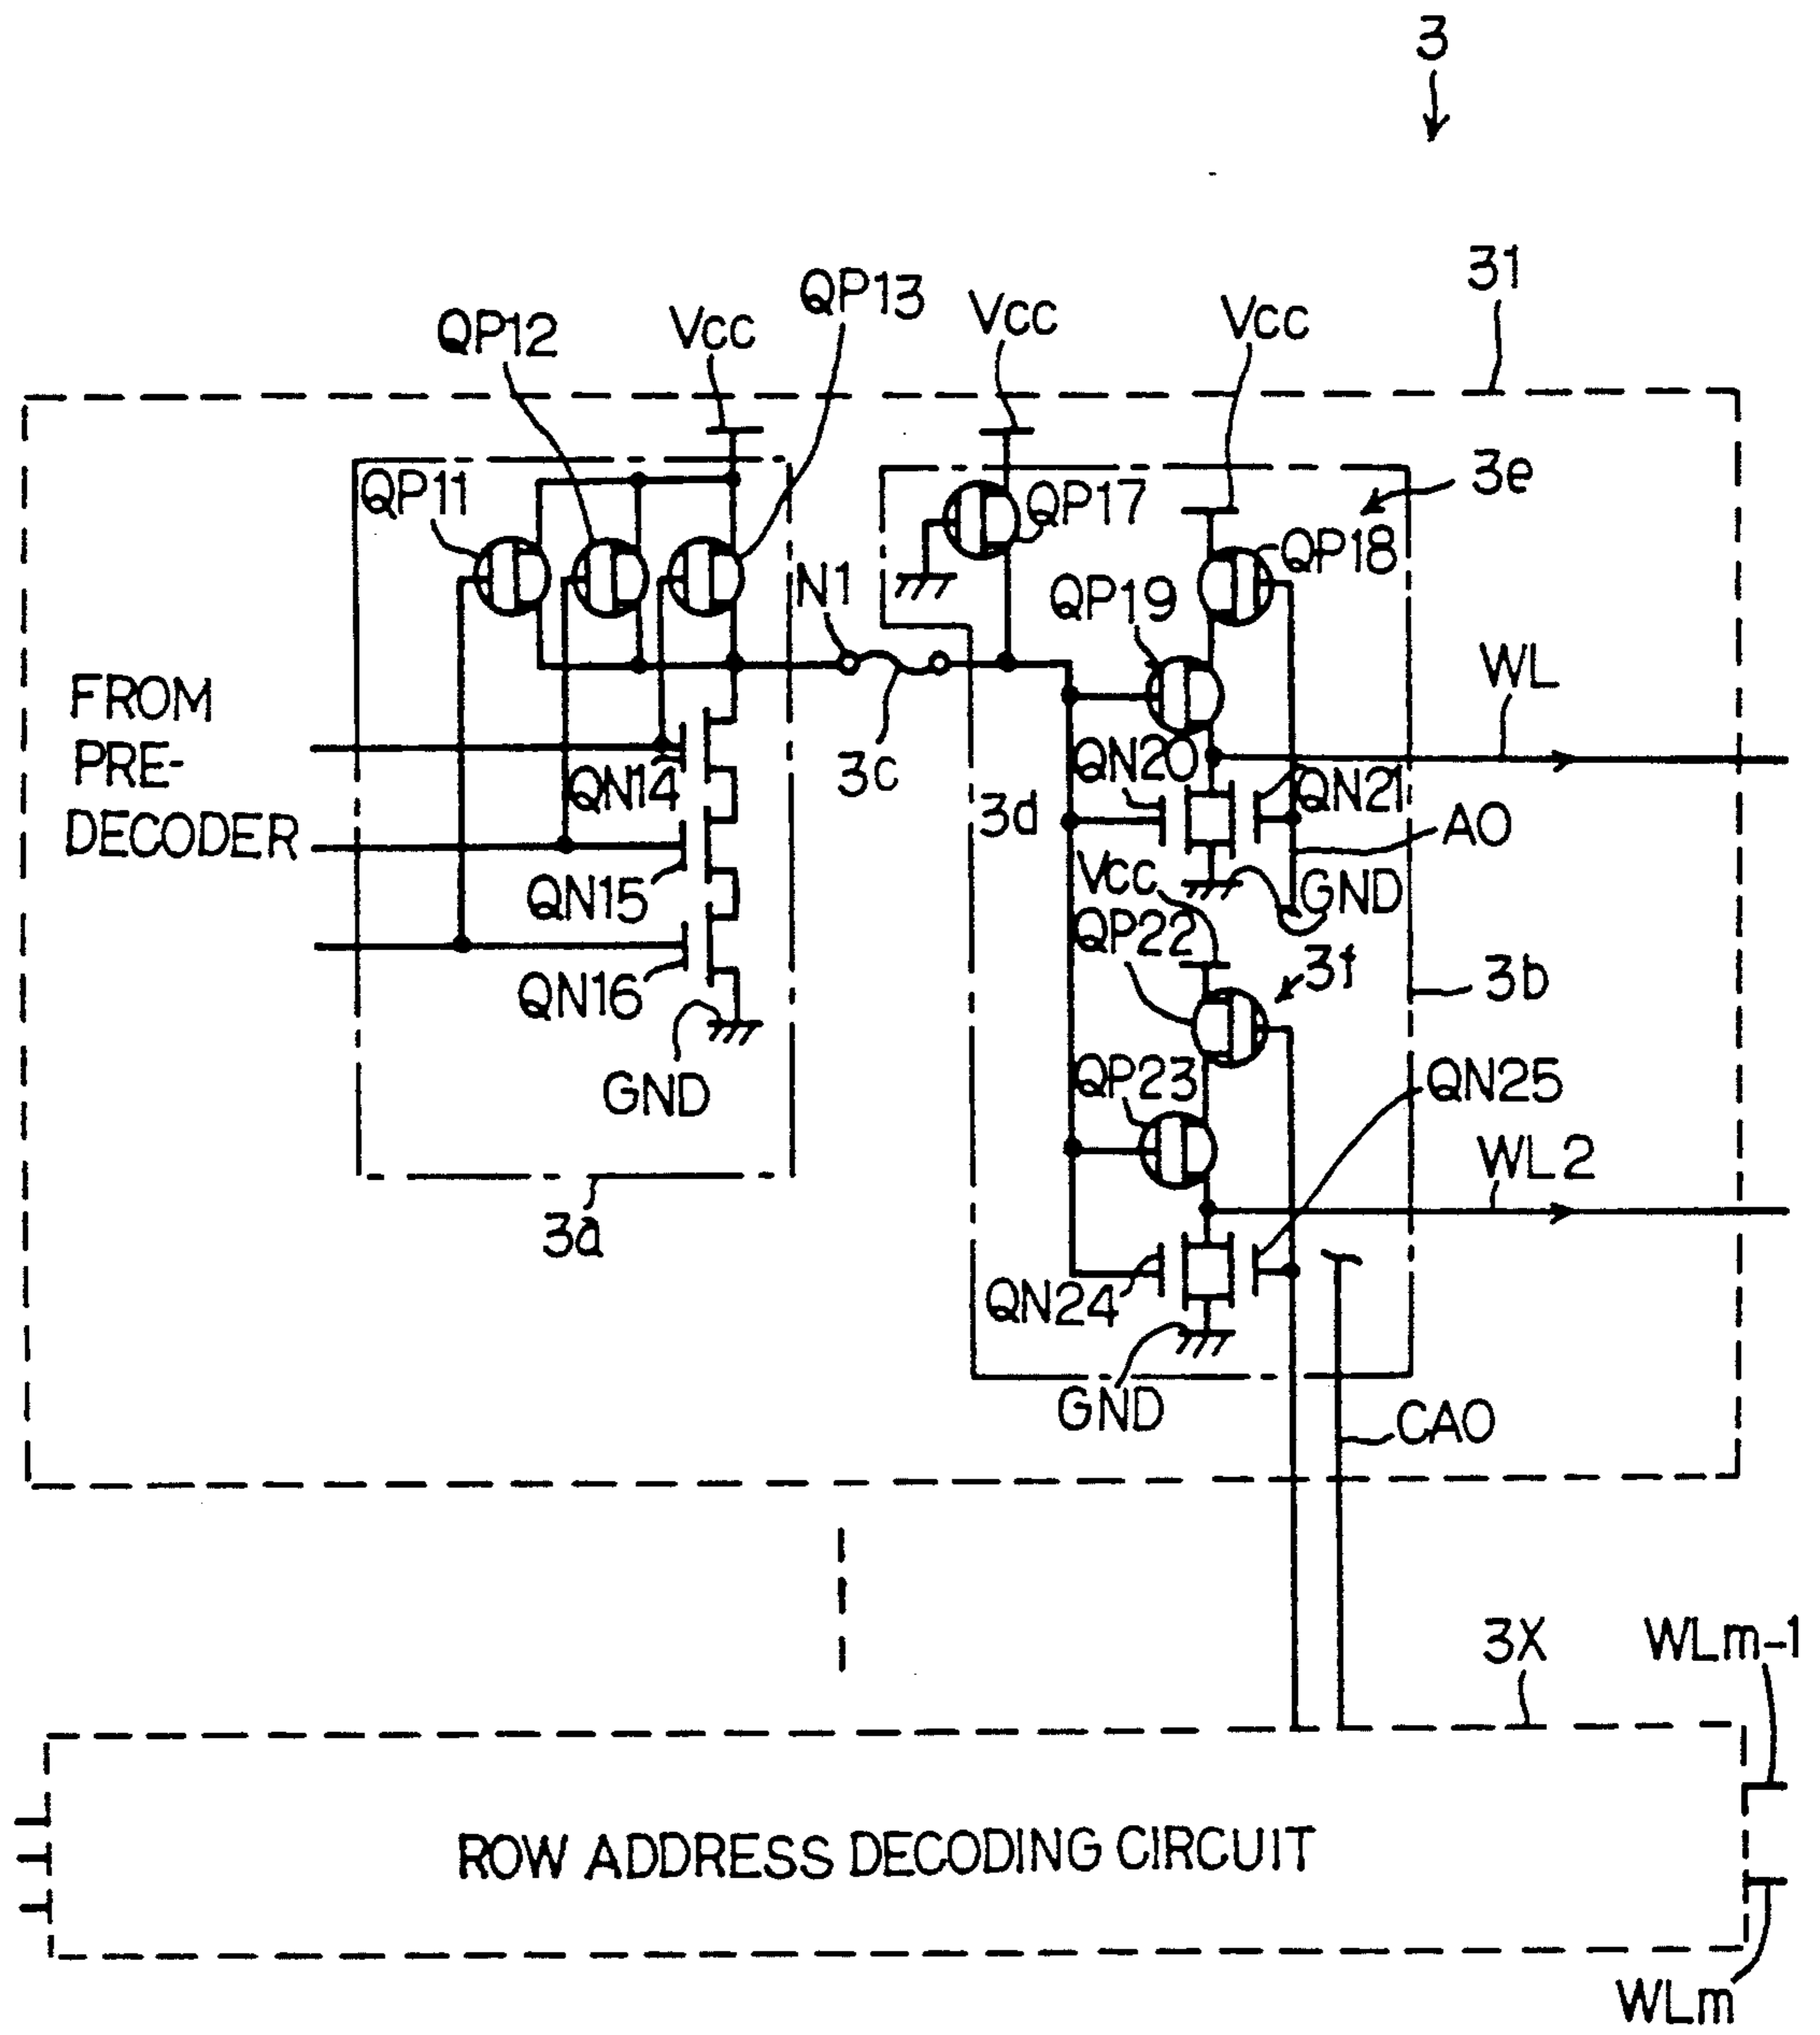 3
31
QP13
Vcc
Vcc
QP12
Vcc
3e
QP11
QP17
QP18
N1
QP19
WL
FROM
PRE-
DECODER
3c
QN20
QN14
QN21
3d
AO
Vcc
QN15
GND
QP22
3f
QN16
3b
GND
QP23
QN25
WL2
3a
QN24
GND
CAO
3X
WLm-1
ROW ADDRESS DECODING CIRCUIT
WLm